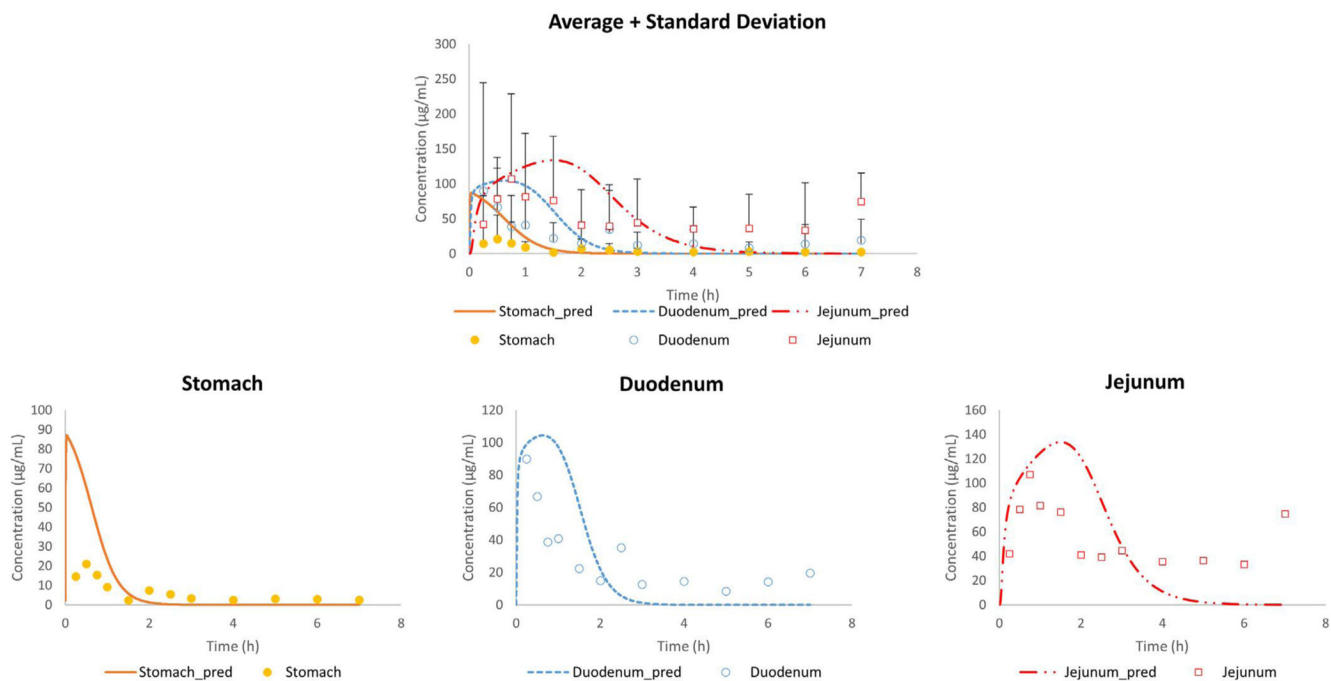 Average + Standard Deviation
300
250
200
150
100
50
0
Concentration (µg/mL)
0 1 2 3 4 5 6 7 8
Time (h)
Stomach_pred Duodenum_pred Jejunum_pred
Stomach Duodenum Jejunum
Stomach
100
90
80
70
60
50
40
30
20
10
0
Concentration (µg/mL)
0 2 4 6 8
Time (h)
Stomach_pred Stomach
Duodenum
120
100
80
60
40
20
0
Concentration (µg/mL)
0 2 4 6 8
Time (h)
Duodenum_pred Duodenum
Jejunum
160
140
120
100
80
60
40
20
0
Concentration (µg/mL)
0 2 4 6 8
Time (h)
Jejunum_pred Jejunum